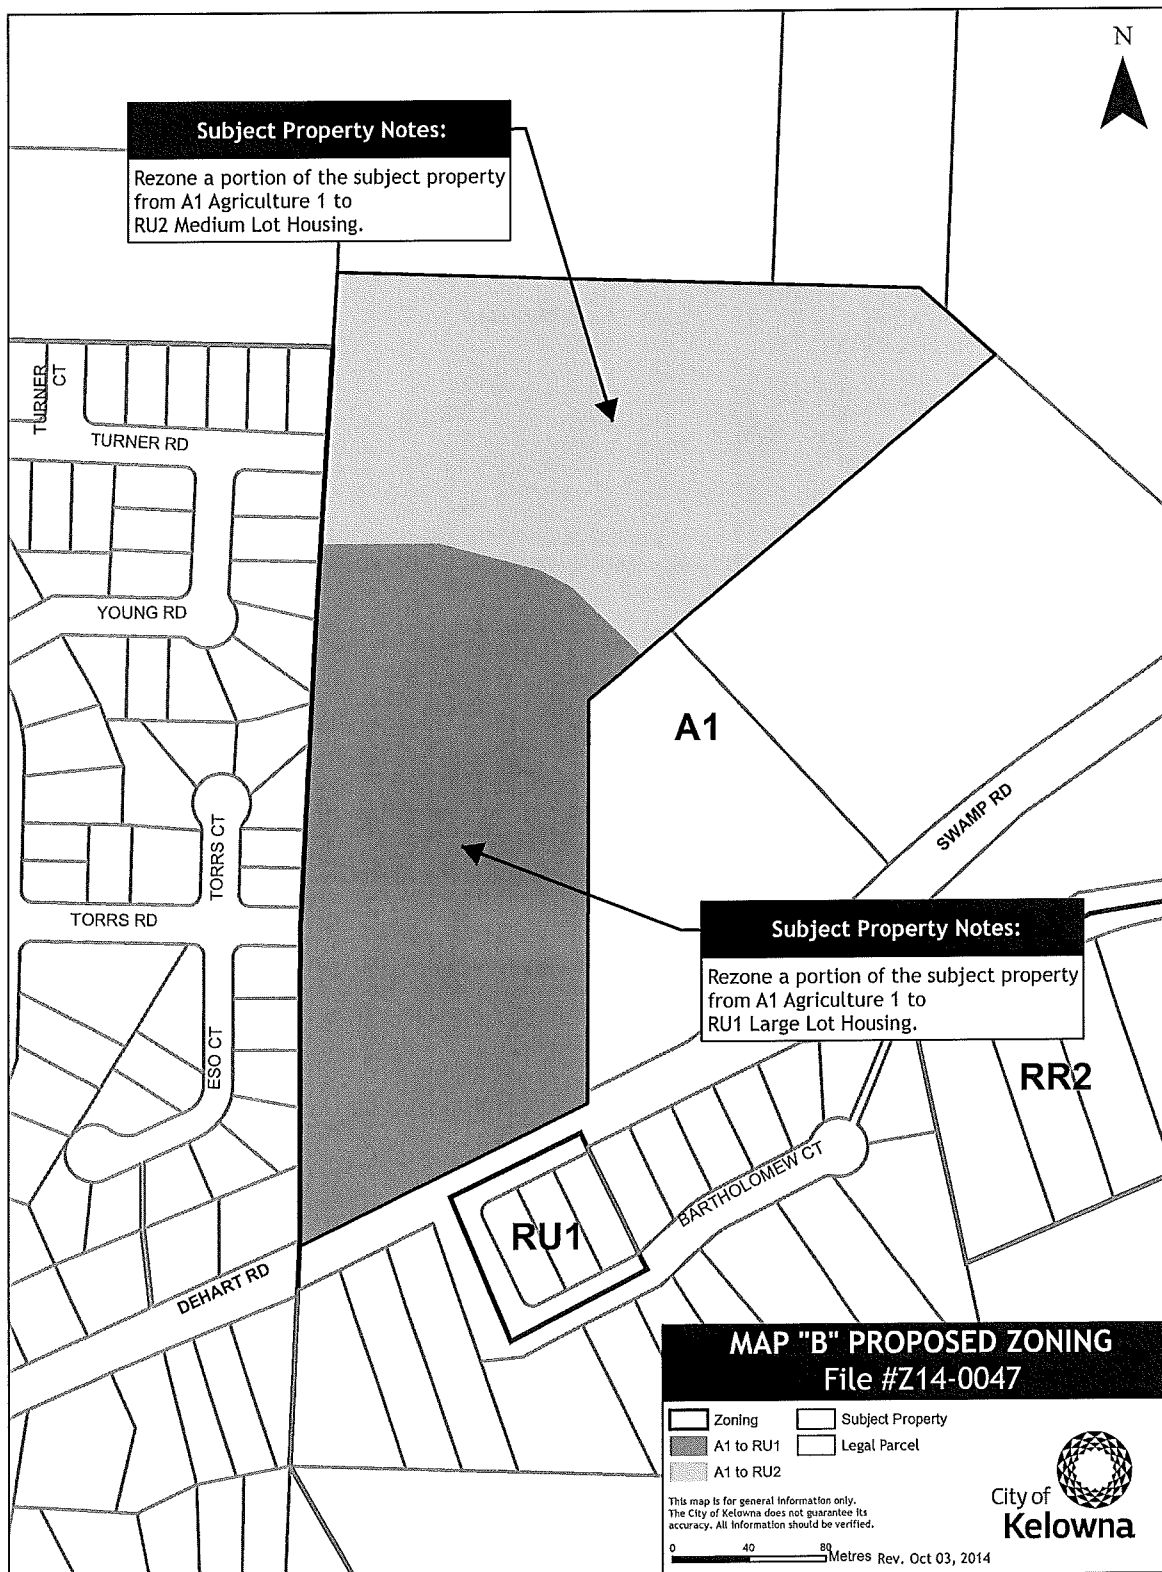 N
Subject Property Notes:
Rezone a portion of the subject property
from A1 Agriculture 1 to
RU2 Medium Lot Housing.
TURNER
CT
TURNER RD
YOUNG RD
A1
SWAMP RD
TORRS CT
TORRS RD
Subject Property Notes:
Rezone a portion of the subject property
from A1 Agriculture 1 to
RU1 Large Lot Housing.
ESO CT
RR2
BARTHOLOMEW CT
RU1
DEHART RD
MAP "B" PROPOSED ZONING
File #Z14-0047
Zoning
Subject Property
A1 to RU1
Legal Parcel
A1 to RU2
This map is for general information only.
The City of Kelowna does not guarantee its
accuracy. All information should be verified.
City of
Kelowna
0 40 80 Metres Rev. Oct 03, 2014